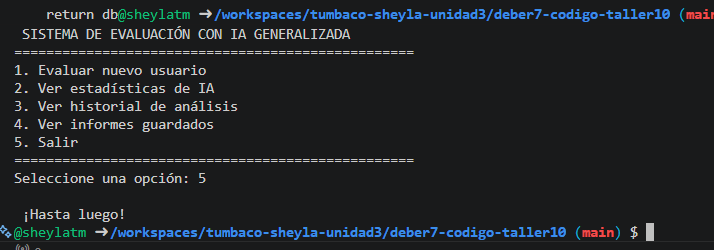 return db@sheylatm ➜/workspaces/tumbaco-sheyla-unidad3/deber7-codigo-taller10 (main
SISTEMA DE EVALUACIÓN CON IA GENERALIZADA
==================================================
1. Evaluar nuevo usuario
2. Ver estadísticas de IA
3. Ver historial de análisis
4. Ver informes guardados
5. Salir
==================================================
Seleccione una opción: 5
¡Hasta luego!
@sheylatm ➜/workspaces/tumbaco-sheyla-unidad3/deber7-codigo-taller10 (main) $